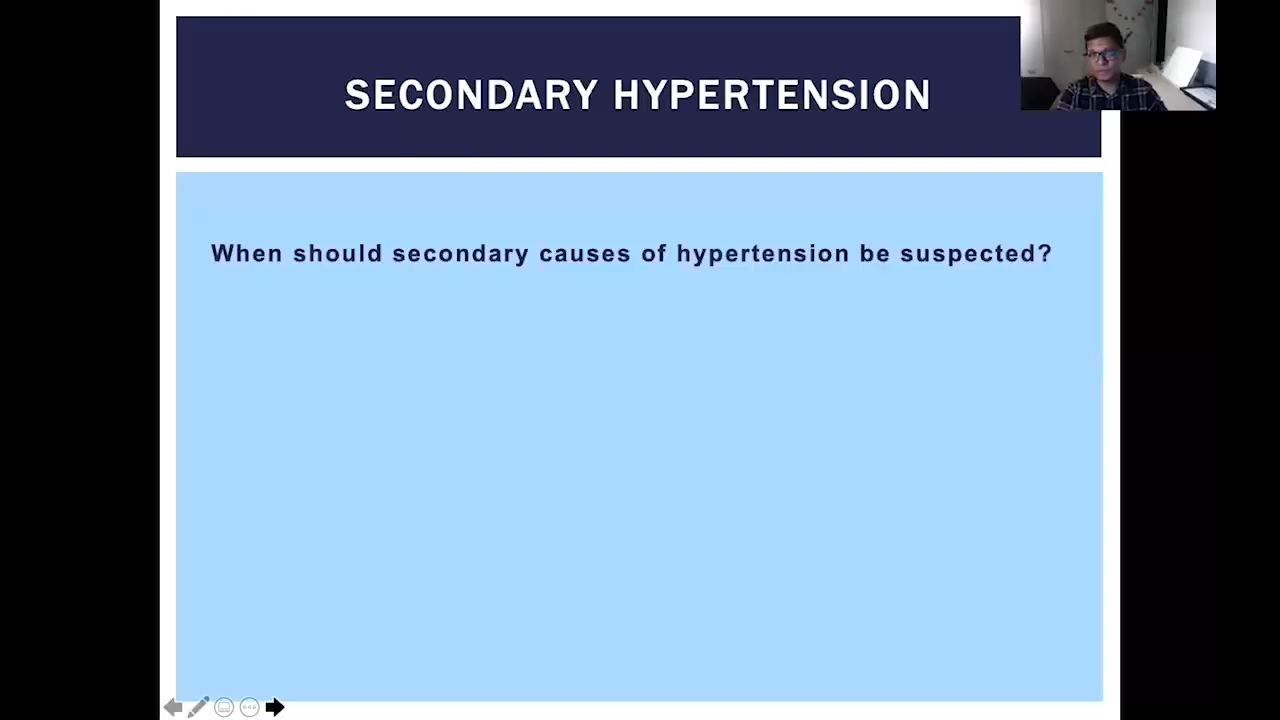 SECONDARY HYPERTENSION
When should secondary causes of hypertension be suspected?